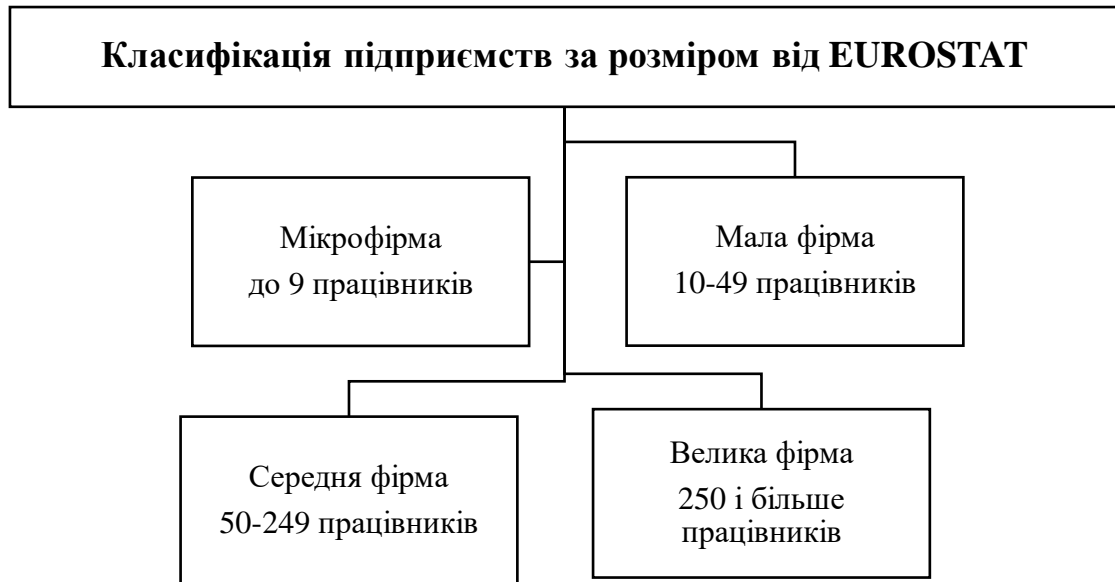 Класифікація підприємств за розміром від EUROSTAT
Мікрофірма
до 9 працівників
Мала фірма
10-49 працівників
Середня фірма
50-249 працівників
Велика фірма
250 і більше
працівників